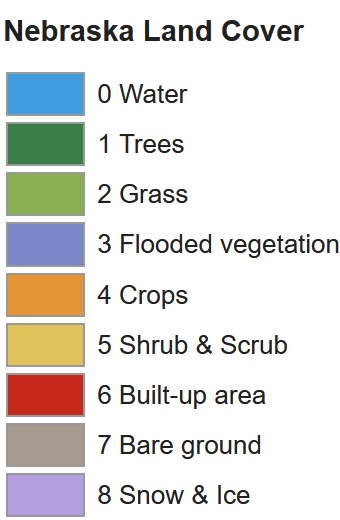 Nebraska Land Cover
0 Water
1 Trees
2 Grass
3 Flooded vegetation
4 Crops
5 Shrub & Scrub
6 Built-up area
7 Bare ground
8 Snow & Ice